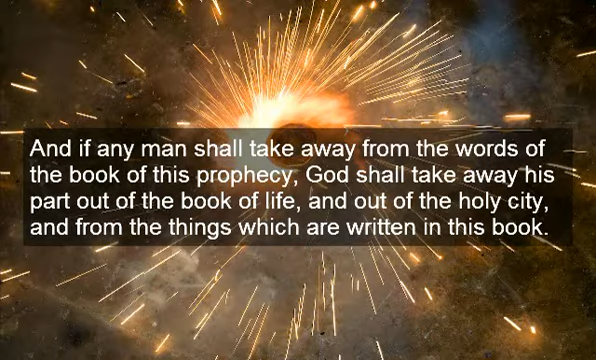 And if any man shall take away from the words of
the book of this prophecy, God shall take away his
part out of the book of life, and out of the holy city,
and from the things which are written in this book.